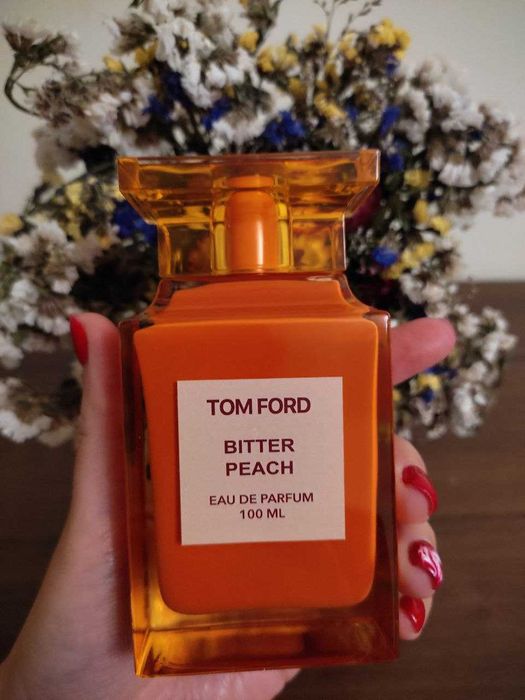 TOM FORD
BITTER
PEACH
EAU DE PARFUM
100 ML